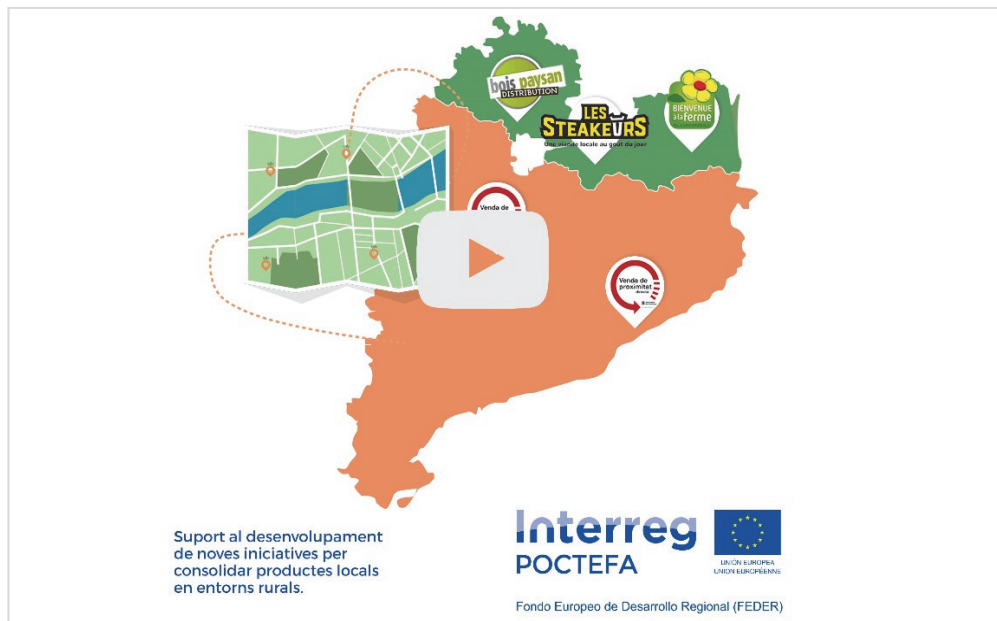 bois paysan
DISTRIBUTION
LES
STEAKEURS
Une viande locale au goût du jour
BIENVENUE
à la ferme
Venda de
Venda de
proximitat
Suport al desenvolupament
de noves iniciatives per
consolidar productes locals
en entorns rurals.
Interreg
POCTEFA
UNIÓN EUROPEA
UNION EUROPÉENNE
Fondo Europeo de Desarrollo Regional (FEDER)